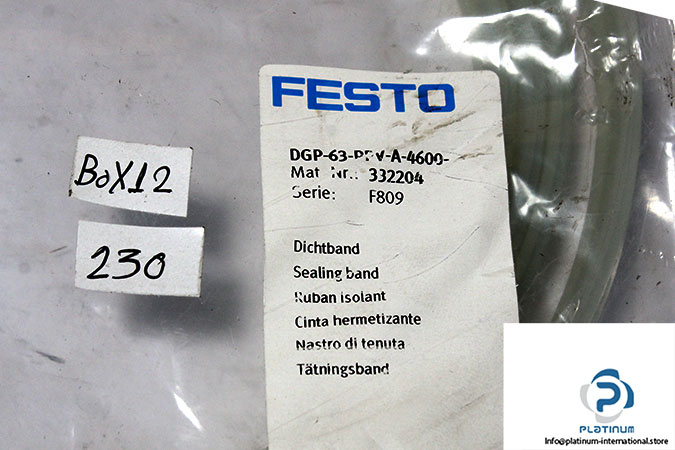 FESTO
DGP-63-PPV-A-4600-
Mat. Nr.: 332204
Serie: F809
Dichtband
Sealing band
Ruban isolant
Cinta hermetizante
Nastro di tenuta
Tätningsband
BoX12
230
PLATINUM
Info@platinum-international.store